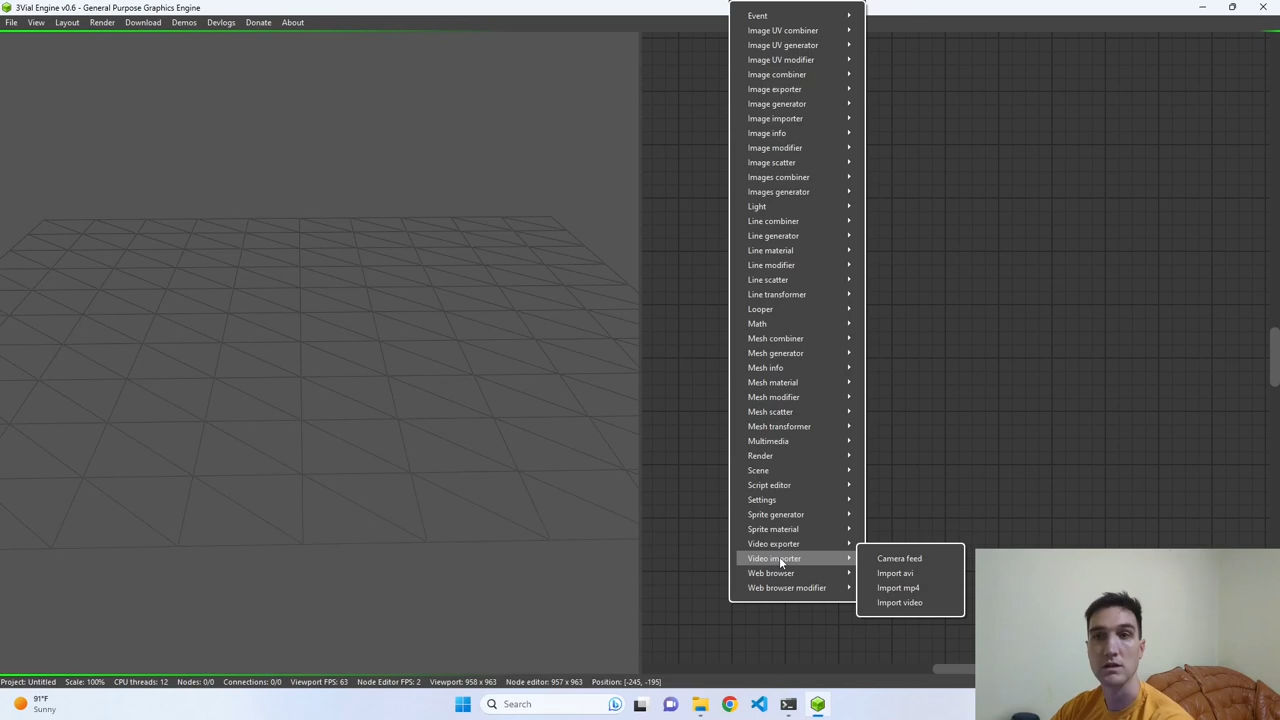 3Vial Engine v0.6 - General Purpose Graphics Engine
File View Layout Render Download Demos Devlogs Donate About
Event
Image UV combiner
Image UV generator
Image UV modifier
Image combiner
Image exporter
Image generator
Image importer
Image info
Image modifier
Image scatter
Images combiner
Images generator
Light
Line combiner
Line generator
Line material
Line modifier
Line scatter
Line transformer
Looper
Math
Mesh combiner
Mesh generator
Mesh info
Mesh material
Mesh modifier
Mesh scatter
Mesh transformer
Multimedia
Render
Scene
Script editor
Settings
Sprite generator
Sprite material
Video exporter
Video importer
Web browser
Web browser modifier
Camera feed
Import avi
Import mp4
Import video
Project: Untitled Scale: 100% CPU threads: 12 Nodes: 0/0 Connections: 0/0 Viewport FPS: 63 Node Editor FPS: 2 Viewport: 958 x 963 Node editor: 957 x 963 Position: [-245, -195]
91°F
Sunny
Search